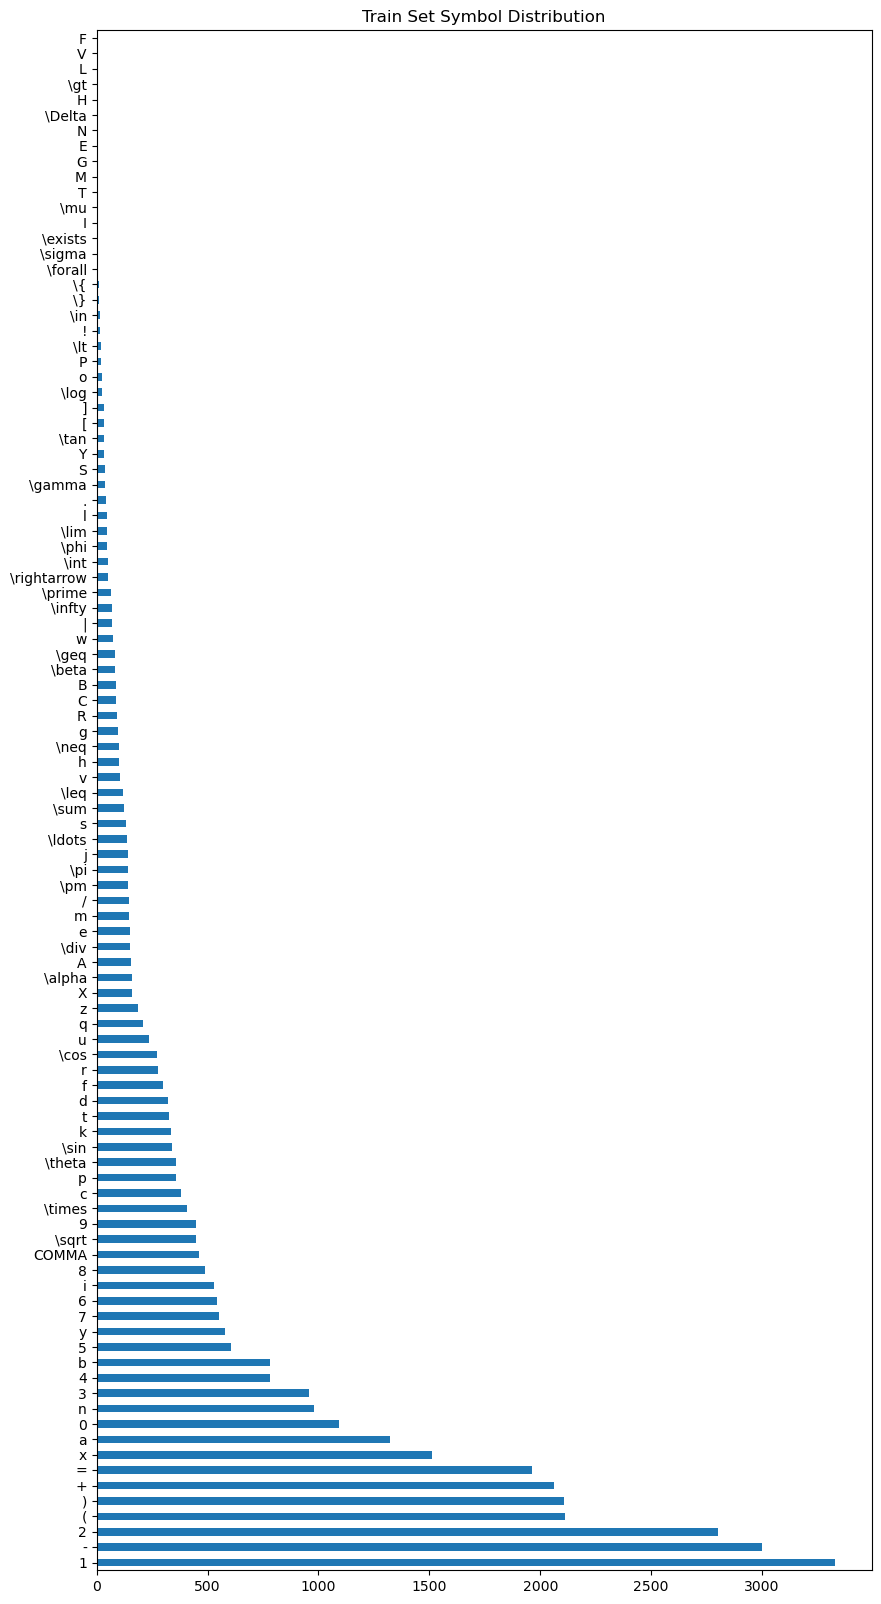 Train Set Symbol Distribution
F
V
L
\gt
H
\Delta
N
E
G
M
T
\mu
I
\exists
\sigma
\forall
\{
\}
\in
!
\lt
P
o
\log
]
[
\tan
Y
S
\gamma
.
l
\lim
\phi
\int
\rightarrow
\prime
\infty
|
w
\geq
\beta
B
C
R
g
\neq
h
v
\leq
\sum
s
\ldots
j
\pi
\pm
/
m
e
\div
A
\alpha
X
z
q
u
\cos
r
f
d
t
k
\sin
\theta
p
c
\times
9
\sqrt
COMMA
8
i
6
7
y
5
b
4
3
n
0
a
x
=
+
)
(
2
-
1
0 500 1000 1500 2000 2500 3000